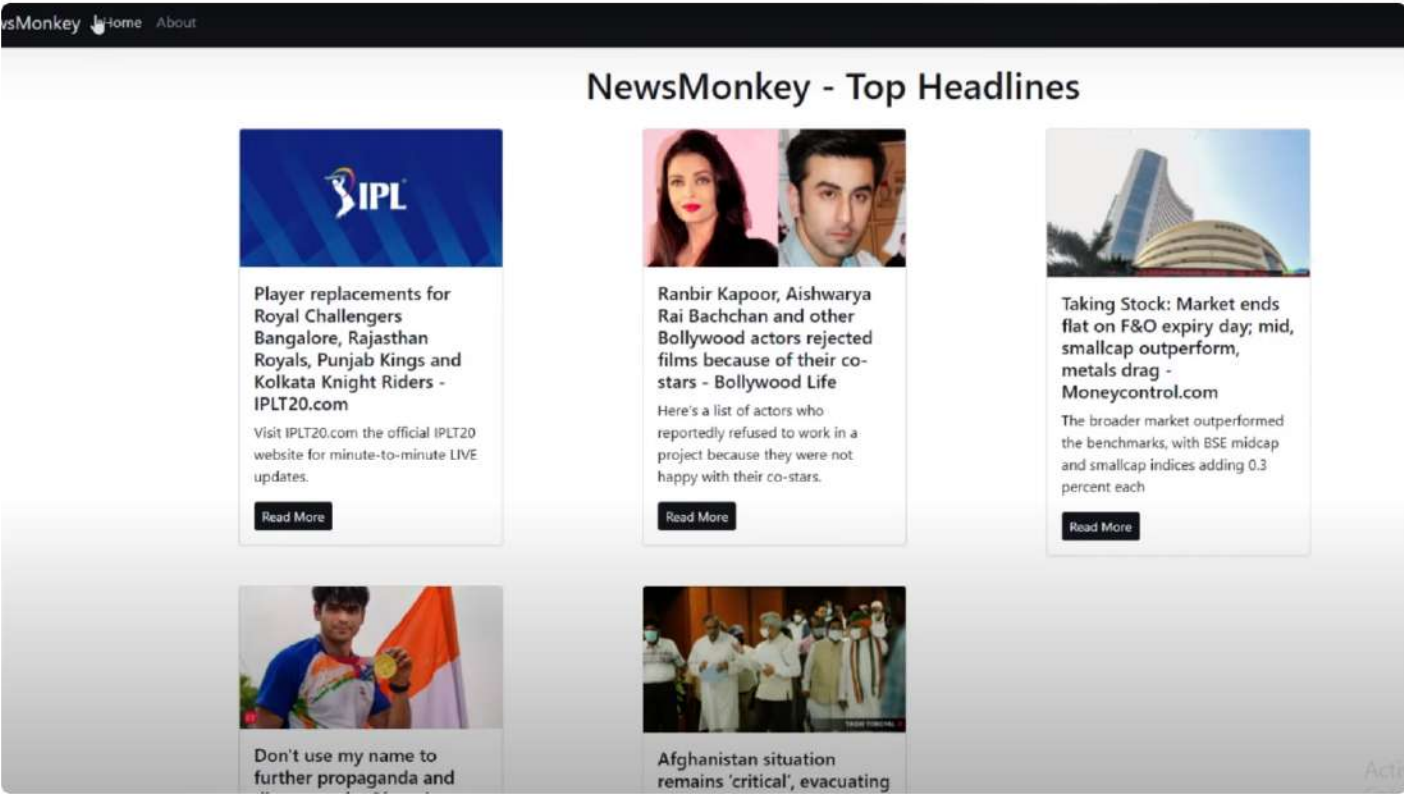 vsMonkey Home About
NewsMonkey - Top Headlines
IPL
Player replacements for
Royal Challengers
Bangalore, Rajasthan
Royals, Punjab Kings and
Kolkata Knight Riders -
IPLT20.com
Visit IPLT20.com the official IPLT20
website for minute-to-minute LIVE
updates.
Read More
Ranbir Kapoor, Aishwarya
Rai Bachchan and other
Bollywood actors rejected
films because of their co-
stars - Bollywood Life
Here's a list of actors who
reportedly refused to work in a
project because they were not
happy with their co-stars.
Read More
Taking Stock: Market ends
flat on F&O expiry day; mid,
smallcap outperform,
metals drag -
Moneycontrol.com
The broader market outperformed
the benchmarks, with BSE midcap
and smallcap indices adding 0.3
percent each
Read More
Don't use my name to
further propaganda and
Afghanistan situation
remains 'critical', evacuating